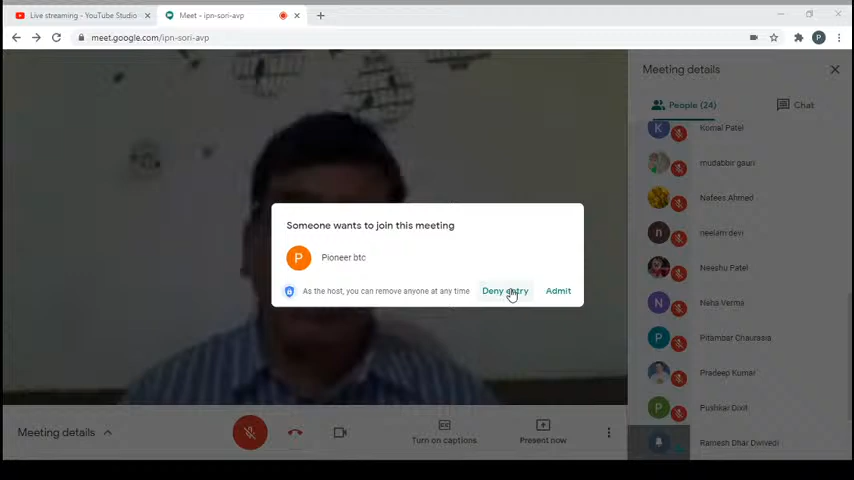 Live streaming - YouTube Studio
Meet - ipn-sori-avp
meet.google.com/ipn-sori-avp
P
Meeting details
People (24)
Chat
K Komal Patel
mudabbir gauri
Nafees Ahmed
n neelam devi
Neeshu Patel
N Neha Verma
P Pitambar Chaurasia
Pradeep Kumar
P Pushkar Dixit
Ramesh Dhar Dwivedi
Someone wants to join this meeting
P Pioneer btc
As the host, you can remove anyone at any time
Deny entry
Admit
Meeting details
CC
Turn on captions
Present now